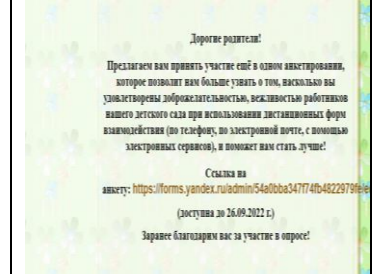 Дорогие родители!
Предлагаем вам принять участие ещё в одном анкетировании,
которое позволит нам больше узнать о том, насколько вы
удовлетворены доброжелательностью, вежливостью работников
нашего детского сада при использовании дистанционных форм
взаимодействия (по телефону, по электронной почте, с помощью
электронных сервисов), и поможет нам стать лучше!
Ссылка на
анкету: https://forms.yandex.ru/admin/54a0bba347f74fb4822979fe/e
(доступна до 26.09.2022 г.)
Заранее благодарим вас за участие в опросе!